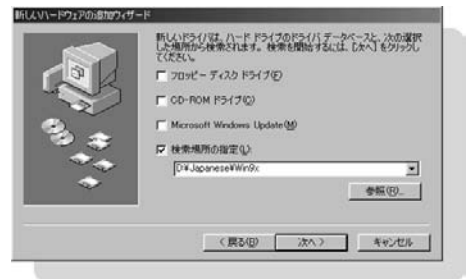 新しいハードウェアの追加ウィザード
新しいドライバは、ハード ドライブのドライバ データベースと、次の選択
した場所から検索されます。 検索を開始するには、[次へ] をクリックし
てください。
フロッピー ディスク ドライブ(F)
CD-ROM ドライブ(C)
Microsoft Windows Update(M)
検索場所の指定(L):
D¥Japanese¥Win9x
参照(R)...
< 戻る(B)
次へ >
キャンセル